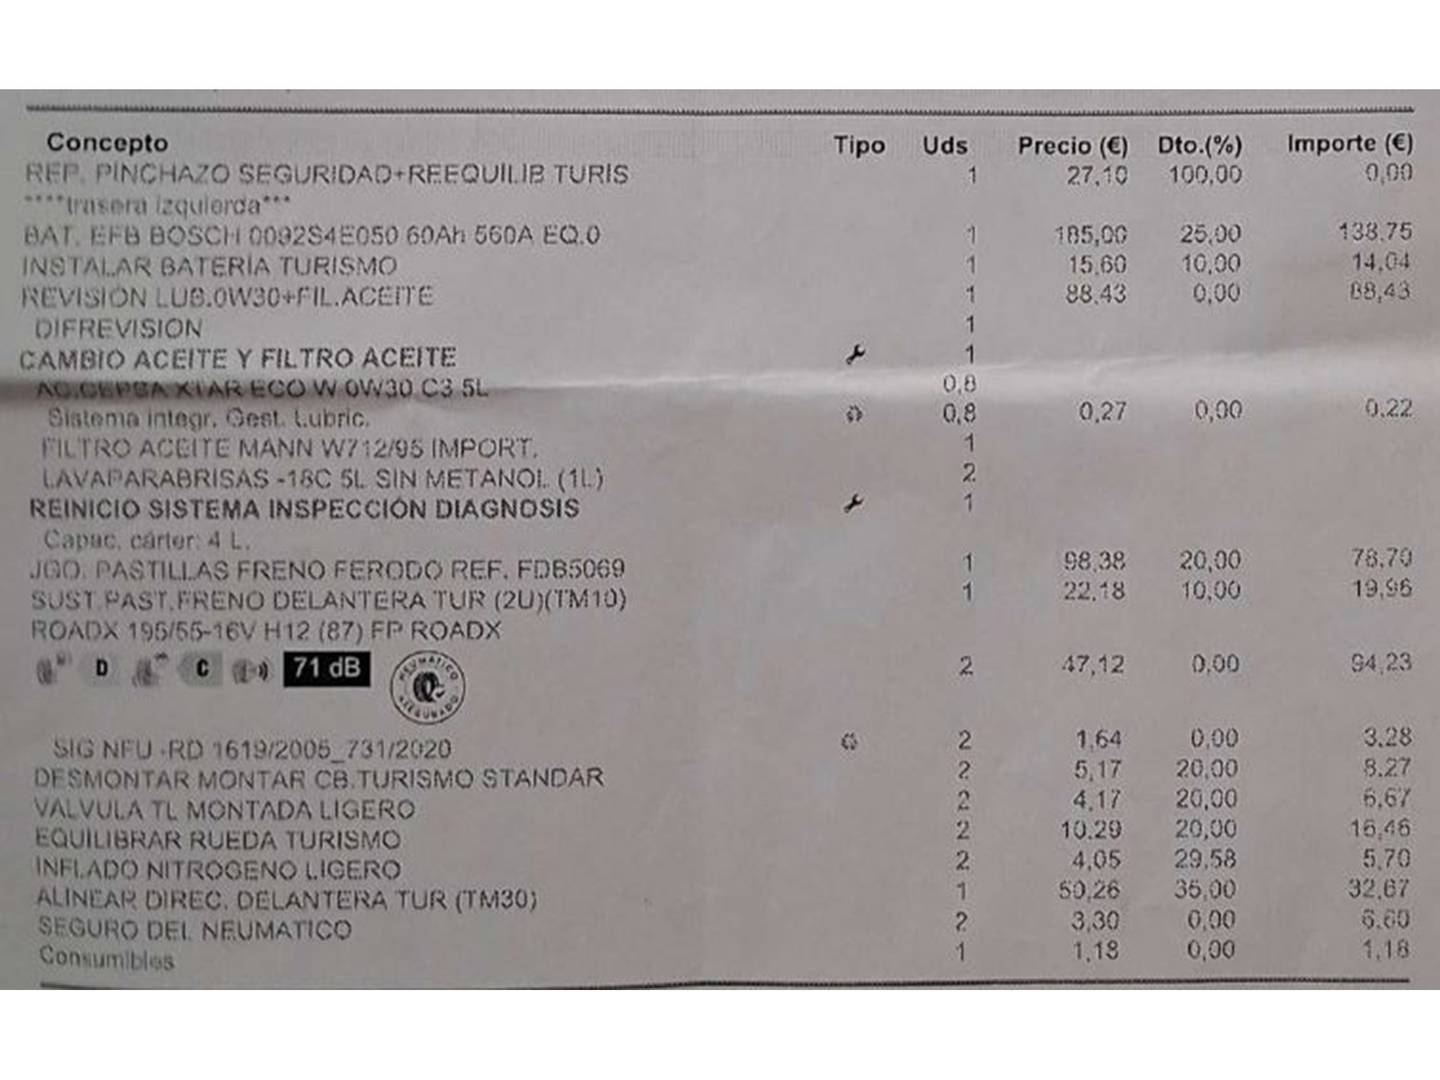 Concepto Tipo Uds Precio (€) Dto.(%) Importe (€)
REP. PINCHAZO SEGURIDAD+REEQUILIB TURIS 1 27,10 100,00 0,00
****trasera izquierda***
BAT. EFB BOSCH 0092S4E050 60Ah 560A EQ.0 1 185,00 25,00 138,75
INSTALAR BATERÍA TURISMO 1 15,60 10,00 14,04
REVISIÓN LUB.0W30+FIL.ACEITE 1 88,43 0,00 88,43
DIFREVISION 1
CAMBIO ACEITE Y FILTRO ACEITE 1
AC.CEPSA XTAR ECO W 0W30 C3 5L 0,8
Sistema integr. Gest. Lubric. 0,8 0,27 0,00 0,22
FILTRO ACEITE MANN W712/95 IMPORT. 1
LAVAPARABRISAS -18C 5L SIN METANOL (1L) 2
REINICIO SISTEMA INSPECCIÓN DIAGNOSIS 1
Capac. cárter: 4 L.
JGO. PASTILLAS FRENO FERODO REF. FDB5069 1 98,38 20,00 78,70
SUST.PAST.FRENO DELANTERA TUR (2U)(TM10) 1 22,18 10,00 19,96
ROADX 195/55-16V H12 (87) FP ROADX
D C 71 dB NEUMATICO ASEGURADO 2 47,12 0,00 94,23
SIG NFU -RD 1619/2005_731/2020 2 1,64 0,00 3,28
DESMONTAR MONTAR CB.TURISMO STANDAR 2 5,17 20,00 8,27
VALVULA TL MONTADA LIGERO 2 4,17 20,00 6,67
EQUILIBRAR RUEDA TURISMO 2 10,29 20,00 16,46
INFLADO NITROGENO LIGERO 2 4,05 29,58 5,70
ALINEAR DIREC. DELANTERA TUR (TM30) 1 50,26 35,00 32,67
SEGURO DEL NEUMATICO 2 3,30 0,00 6,60
Consumibles 1 1,18 0,00 1,18